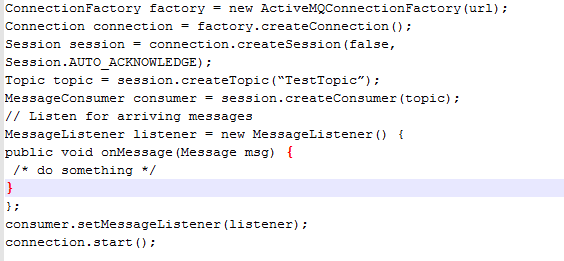 ConnectionFactory factory = new ActiveMQConnectionFactory(url);
Connection connection = factory.createConnection();
Session session = connection.createSession(false,
Session.AUTO_ACKNOWLEDGE);
Topic topic = session.createTopic(“TestTopic”);
MessageConsumer consumer = session.createConsumer(topic);
// Listen for arriving messages
MessageListener listener = new MessageListener() {
public void onMessage(Message msg) {
 /* do something */
}
};
consumer.setMessageListener(listener);
connection.start();